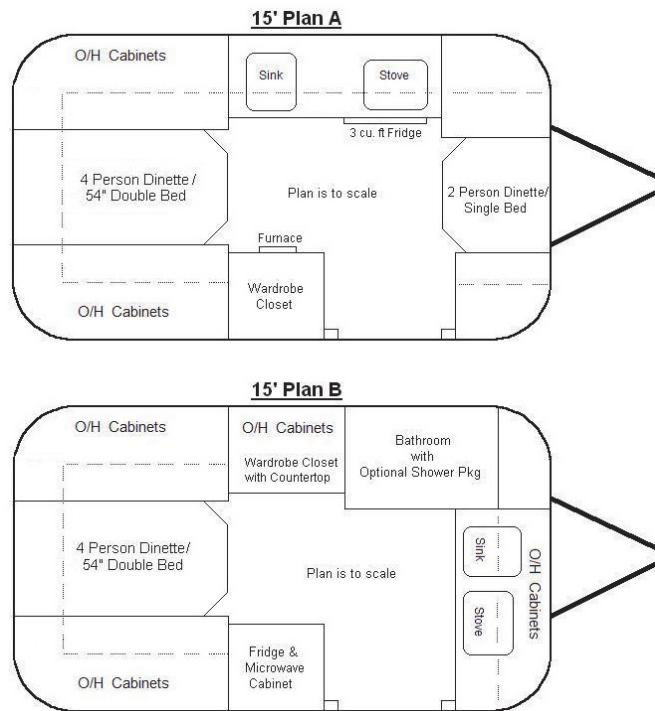 15' Plan A
O/H Cabinets
Sink
Stove
3 cu. ft Fridge
4 Person Dinette /
54" Double Bed
Plan is to scale
2 Person Dinette/
Single Bed
Furnace
Wardrobe
Closet
O/H Cabinets
15' Plan B
O/H Cabinets
O/H Cabinets
Wardrobe Closet
with Countertop
Bathroom
with
Optional Shower Pkg
4 Person Dinette/
54" Double Bed
Plan is to scale
Sink
Stove
O/H Cabinets
Fridge &
Microwave
Cabinet
O/H Cabinets